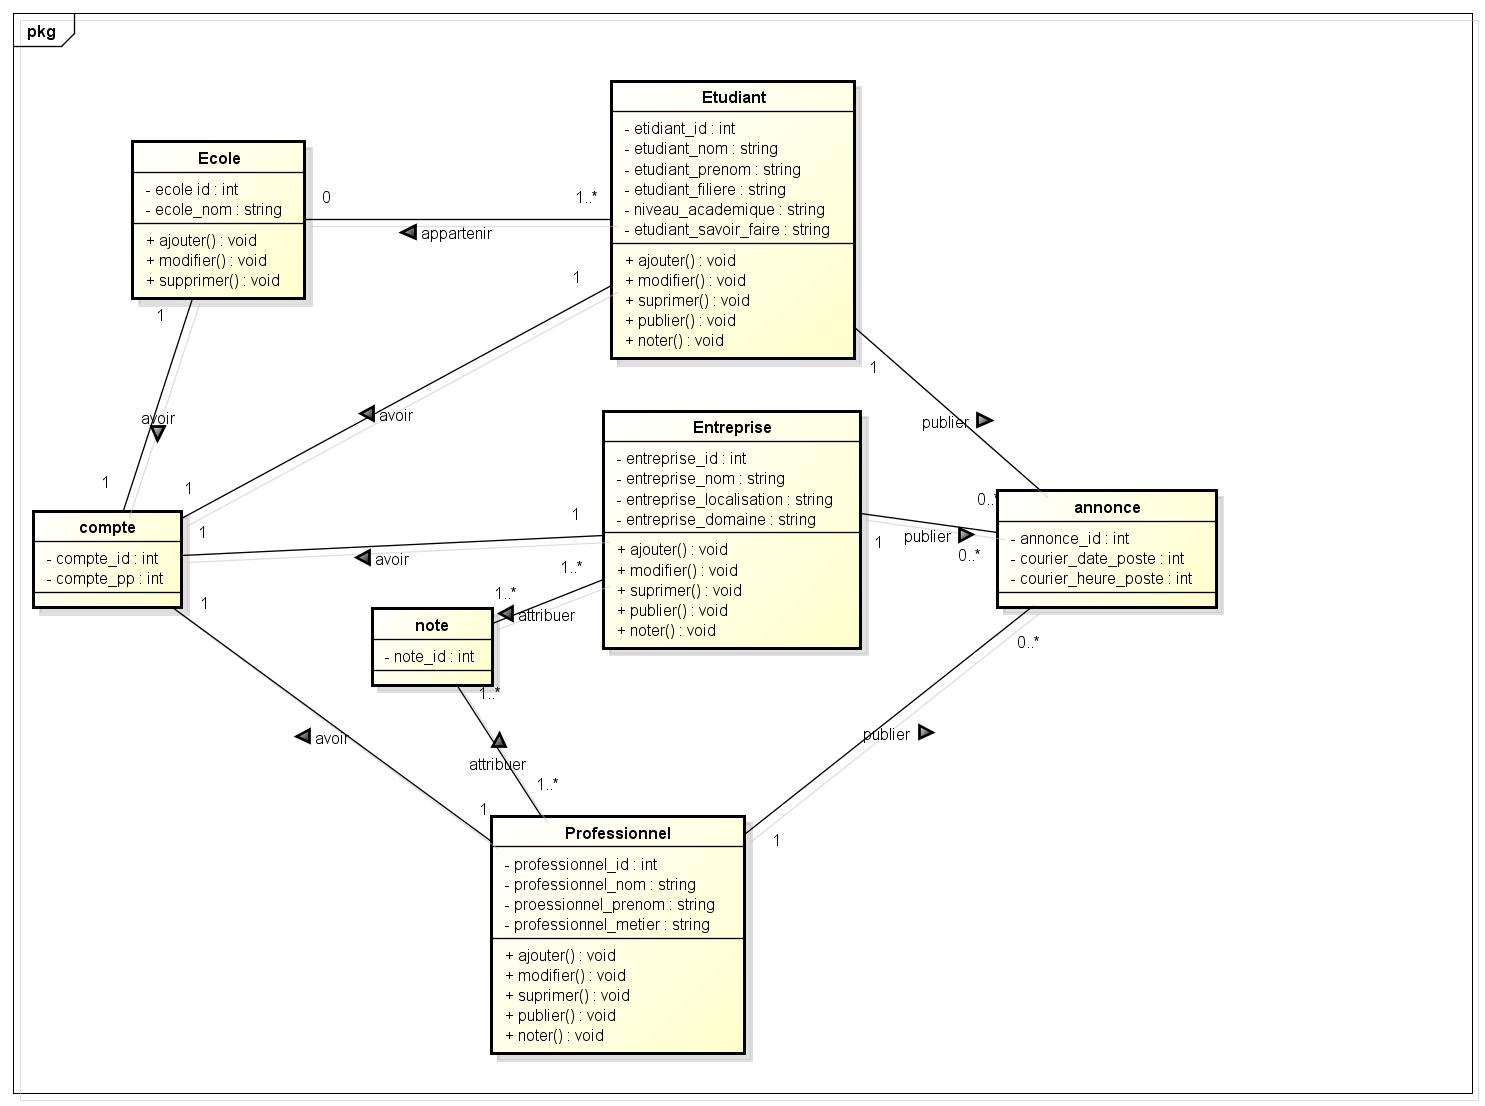 pkg
Etudiant
- etidiant_id : int
- etudiant_nom : string
- etudiant_prenom : string
- etudiant_filiere : string
- niveau_academique : string
- etudiant_savoir_faire : string
+ ajouter() : void
+ modifier() : void
+ suprimer() : void
+ publier() : void
+ noter() : void
Ecole
- ecole id : int
- ecole_nom : string
+ ajouter() : void
+ modifier() : void
+ supprimer() : void
0
1..*
appartenir
1
1
avoir
avoir
1
publier
1
1
Entreprise
- entreprise_id : int
- entreprise_nom : string
- entreprise_localisation : string
- entreprise_domaine : string
+ ajouter() : void
+ modifier() : void
+ suprimer() : void
+ publier() : void
+ noter() : void
compte
- compte_id : int
- compte_pp : int
1
1
avoir
1..*
1..*
attribuer
0..*
1
publier
0..*
annonce
- annonce_id : int
- courier_date_poste : int
- courier_heure_poste : int
note
- note_id : int
1
1..*
0..*
avoir
attribuer
1..*
publier
1
1
Professionnel
- professionnel_id : int
- professionnel_nom : string
- proessionnel_prenom : string
- professionnel_metier : string
+ ajouter() : void
+ modifier() : void
+ suprimer() : void
+ publier() : void
+ noter() : void